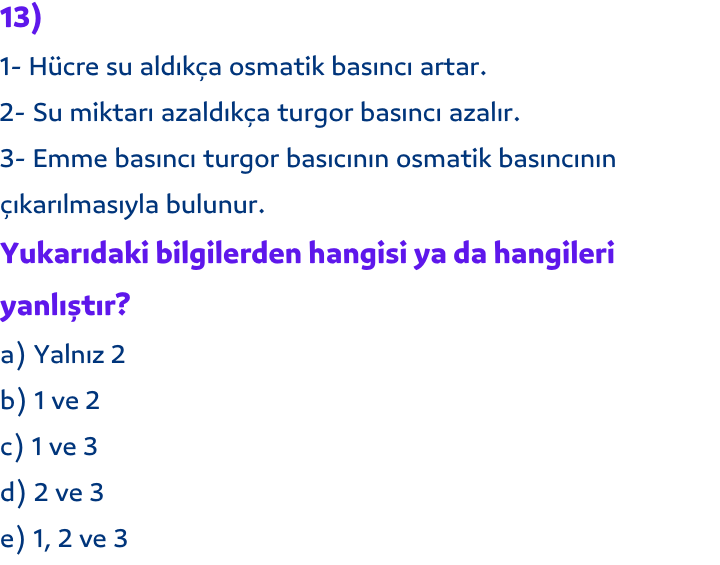 13)
1- Hücre su aldıkça osmatik basıncı artar.
2- Su miktarı azaldıkça turgor basıncı azalır.
3- Emme basıncı turgor basıcının osmatik basıncının
çıkarılmasıyla bulunur.
Yukarıdaki bilgilerden hangisi ya da hangileri
yanlıştır?
a) Yalnız 2
b) 1 ve 2
c) 1 ve 3
d) 2 ve 3
e) 1, 2 ve 3